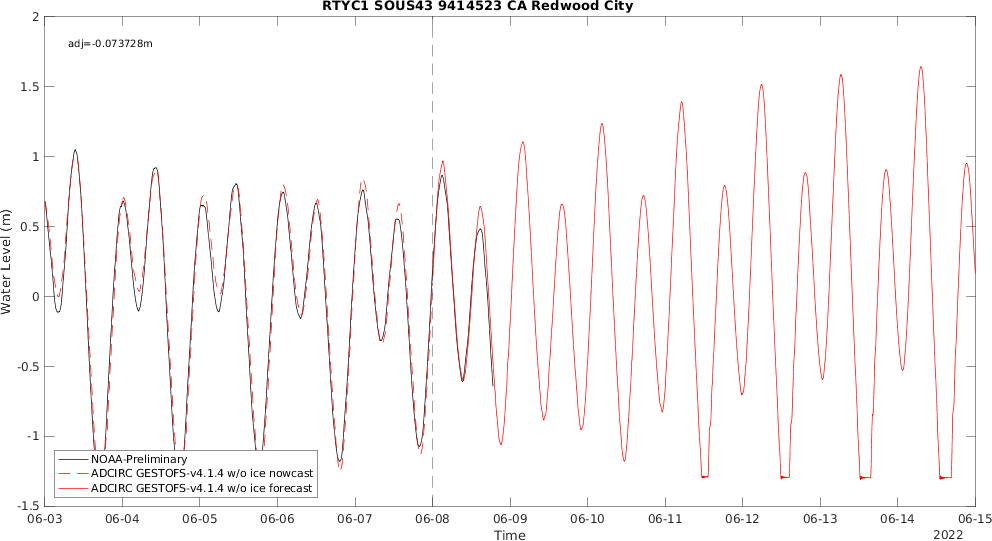 RTYC1 SOUS43 9414523 CA Redwood City
adj=-0.073728m
Water Level (m)
2
1.5
1
0.5
0
-0.5
-1
-1.5
NOAA-Preliminary
ADCIRC GESTOFS-v4.1.4 w/o ice nowcast
ADCIRC GESTOFS-v4.1.4 w/o ice forecast
06-03 06-04 06-05 06-06 06-07 06-08 06-09 06-10 06-11 06-12 06-13 06-14 06-15
Time
2022